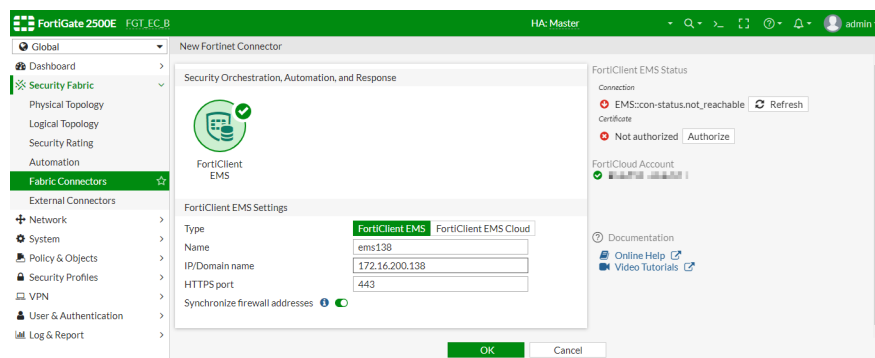 FortiGate 2500E FGT_EC_B HA: Master >_ admin
Global
New Fortinet Connector
Dashboard
Security Fabric
Physical Topology
Logical Topology
Security Rating
Automation
Fabric Connectors
External Connectors
Network
System
Policy & Objects
Security Profiles
VPN
User & Authentication
Log & Report
Security Orchestration, Automation, and Response
FortiClient
EMS
FortiClient EMS Settings
Type FortiClient EMS FortiClient EMS Cloud
Name ems138
IP/Domain name 172.16.200.138
HTTPS port 443
Synchronize firewall addresses
OK Cancel
FortiClient EMS Status
Connection
EMS::con-status.not_reachable Refresh
Certificate
Not authorized Authorize
FortiCloud Account
Documentation
Online Help
Video Tutorials